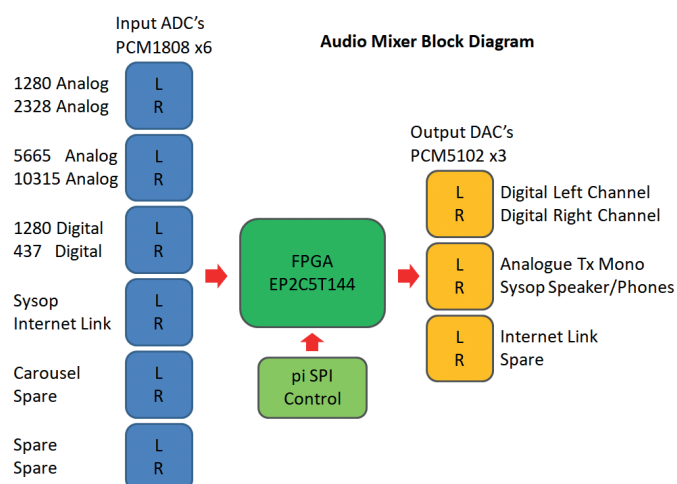 Input ADC's
PCM1808 x6
Audio Mixer Block Diagram
1280 Analog
2328 Analog
L
R
5665 Analog
10315 Analog
L
R
1280 Digital
437 Digital
L
R
Sysop
Internet Link
L
R
Carousel
Spare
L
R
Spare
Spare
L
R
FPGA
EP2C5T144
pi SPI
Control
Output DAC's
PCM5102 x3
L
R
Digital Left Channel
Digital Right Channel
L
R
Analogue Tx Mono
Sysop Speaker/Phones
L
R
Internet Link
Spare